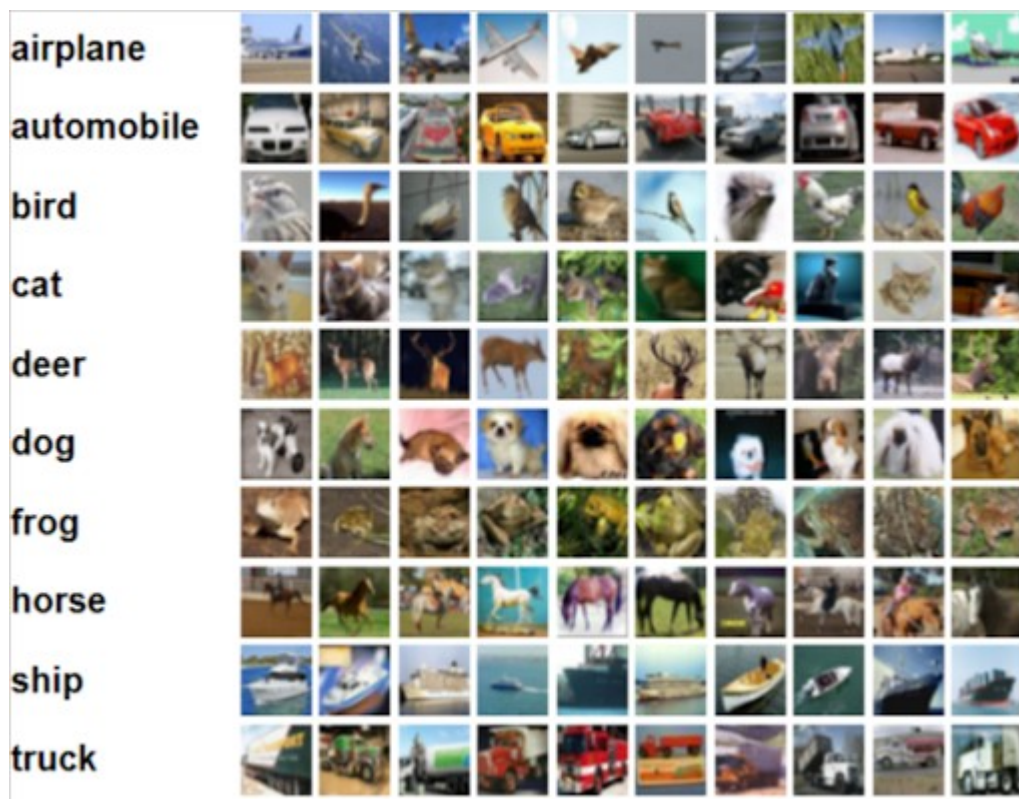 airplane
automobile
bird
cat
deer
dog
frog
horse
ship
truck